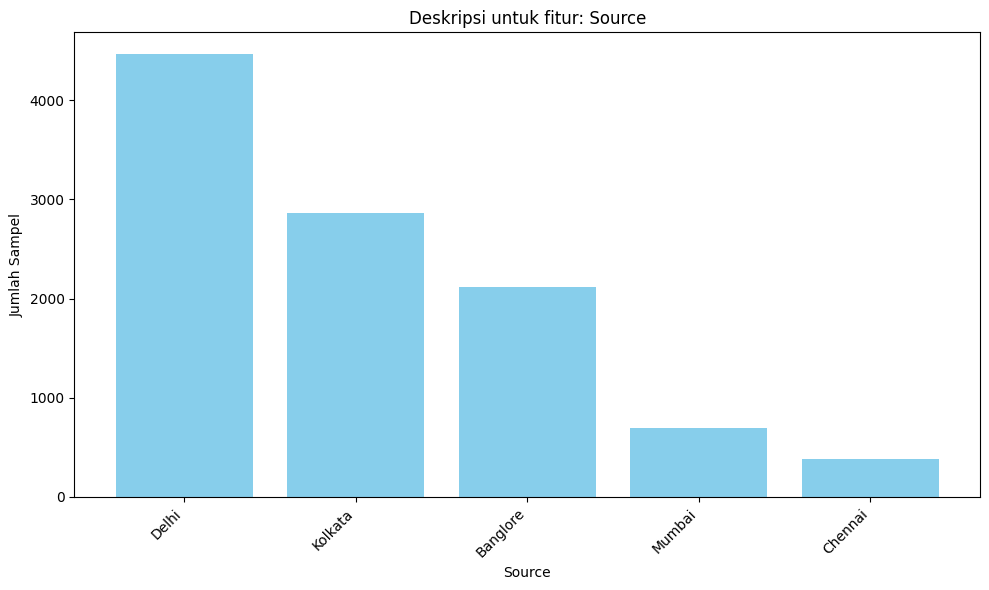 Deskripsi untuk fitur: Source
Jumlah Sampel
4000
3000
2000
1000
0
Delhi
Kolkata
Banglore
Mumbai
Chennai
Source